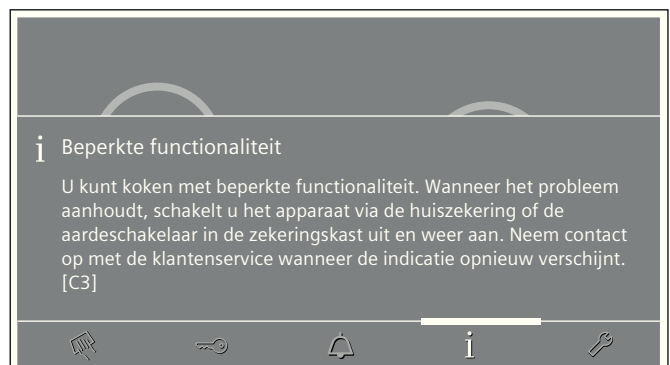 i Beperkte functionaliteit
U kunt koken met beperkte functionaliteit. Wanneer het probleem
aanhoudt, schakelt u het apparaat via de huiszekering of de
aardeschakelaar in de zekeringskast uit en weer aan. Neem contact
op met de klantenservice wanneer de indicatie opnieuw verschijnt.
[C3]
i